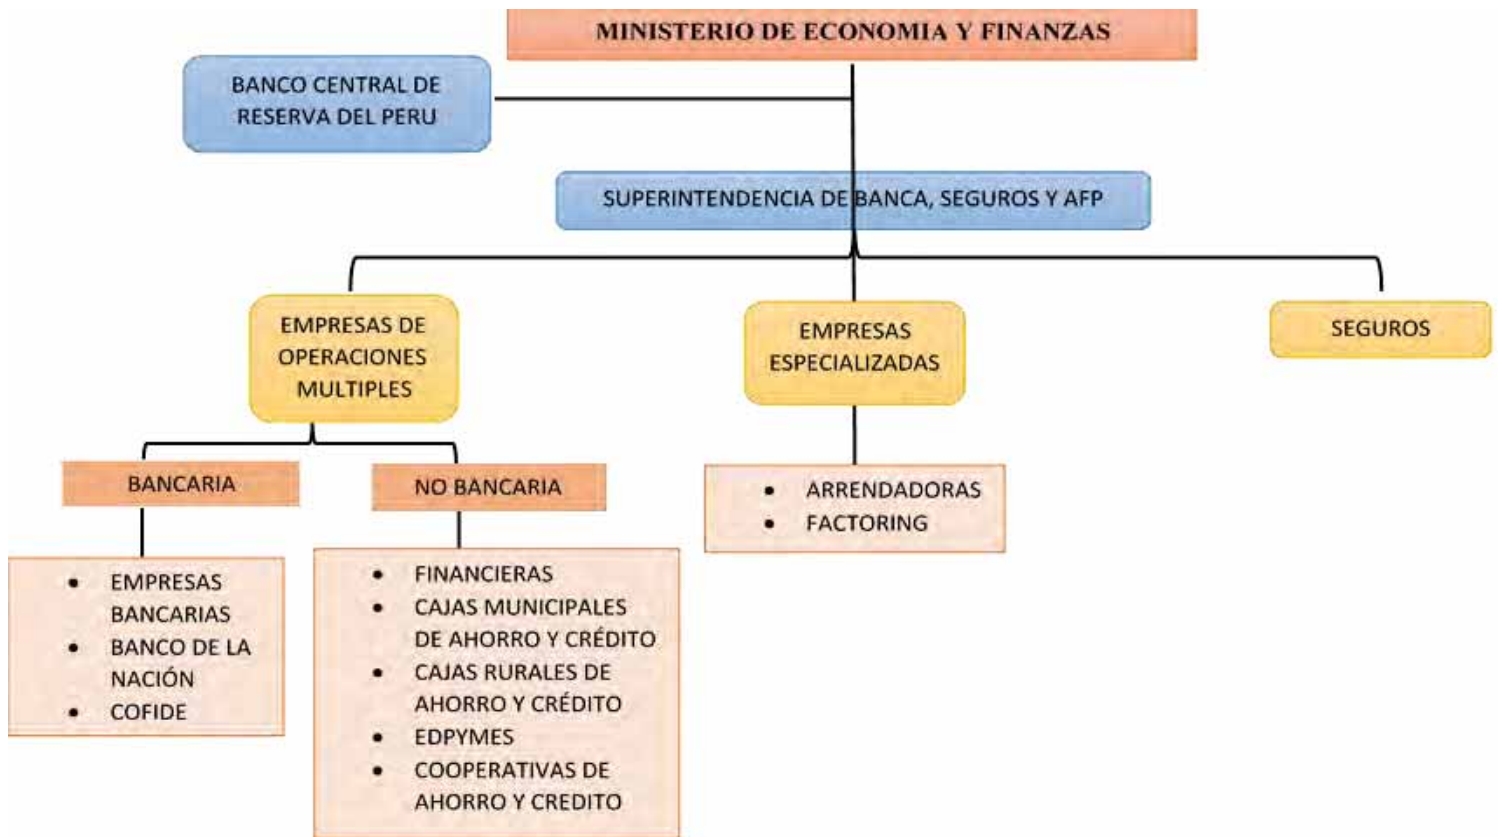 MINISTERIO DE ECONOMIA Y FINANZAS
BANCO CENTRAL DE
RESERVA DEL PERU
SUPERINTENDENCIA DE BANCA, SEGUROS Y AFP
EMPRESAS DE
OPERACIONES
MULTIPLES
EMPRESAS
ESPECIALIZADAS
SEGUROS
BANCARIA
NO BANCARIA
• ARRENDADORAS
• FACTORING
• EMPRESAS
BANCARIAS
• BANCO DE LA
NACIÓN
• COFIDE
• FINANCIERAS
• CAJAS MUNICIPALES
DE AHORRO Y CRÉDITO
• CAJAS RURALES DE
AHORRO Y CRÉDITO
• EDPYMES
• COOPERATIVAS DE
AHORRO Y CREDITO